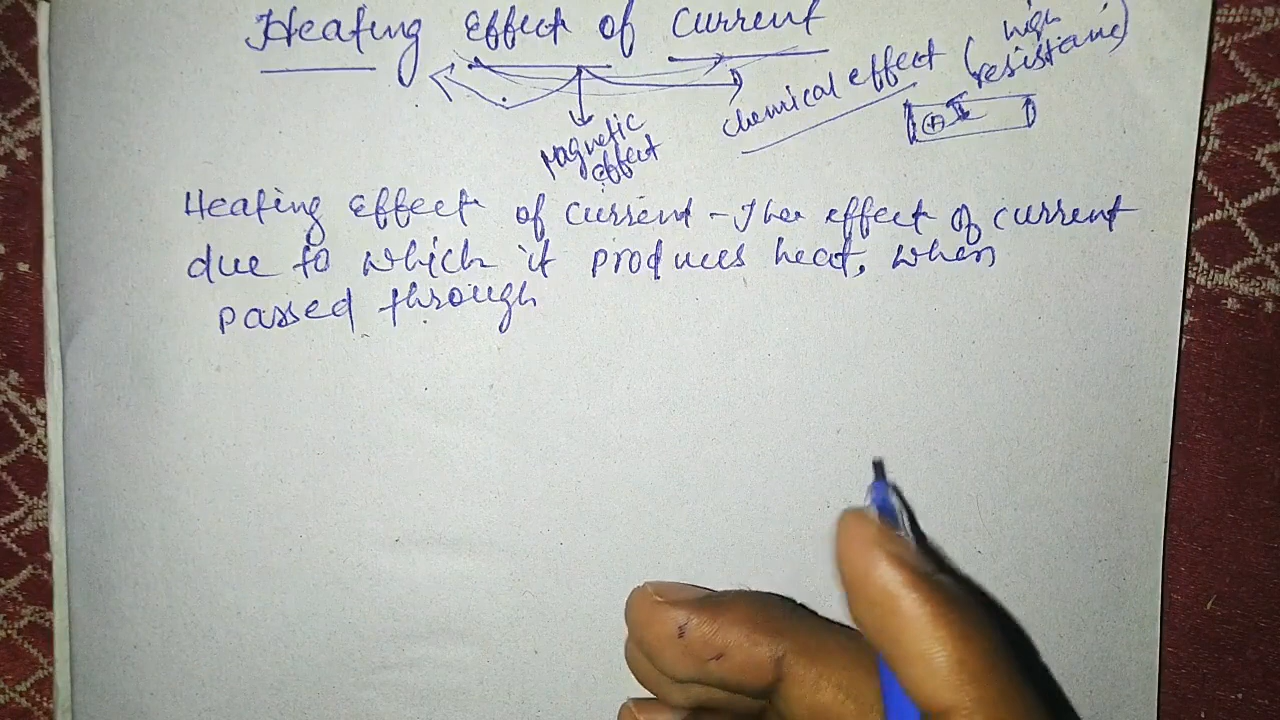 Heating Effect of Current
Magnetic
effect
chemical effect (high
resistance)
Heating Effect of current - The effect of current
due to which it produces heat, when
passed through